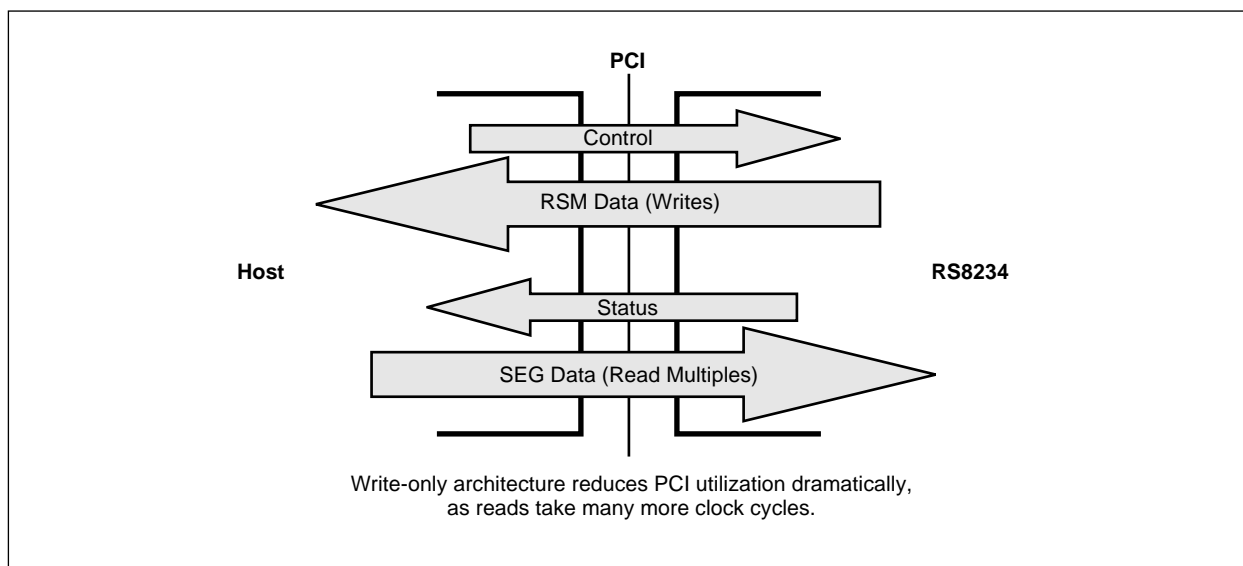 PCI
Control
RSM Data (Writes)
Host
RS8234
Status
SEG Data (Read Multiples)
Write-only architecture reduces PCI utilization dramatically,
as reads take many more clock cycles.